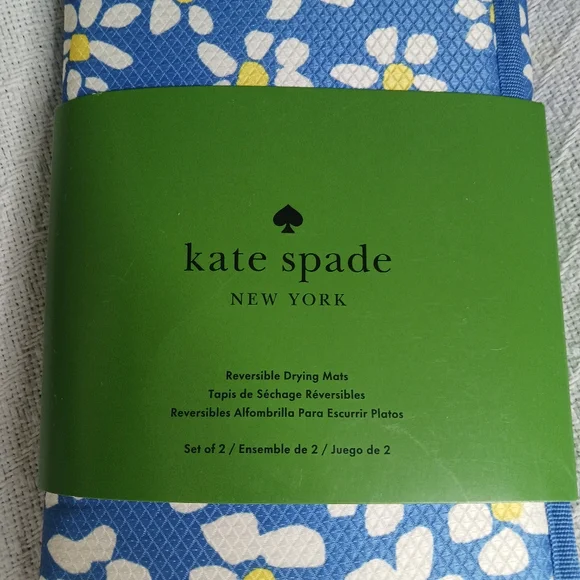 kate spade
NEW YORK
Reversible Drying Mats
Tapis de Séchage Réversibles
Reversibles Alfombrilla Para Escurrir Platos
Set of 2 / Ensemble de 2 / Juego de 2